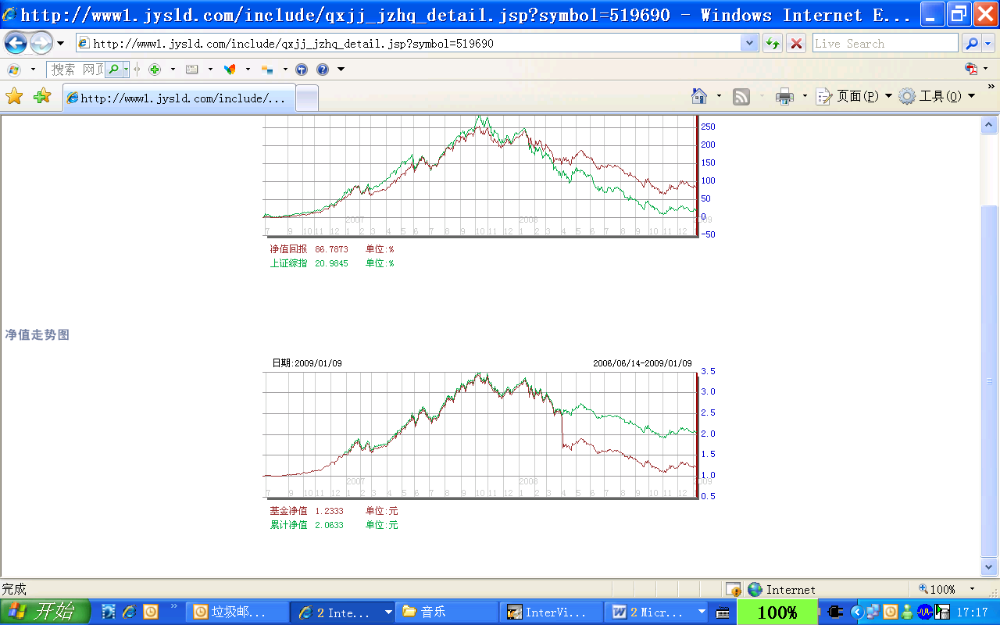 http://www1.jysld.com/include/qxjj_jzhq_detail.jsp?symbol=519690 - Windows Internet E...
http://www1.jysld.com/include/qxjj_jzhq_detail.jsp?symbol=519690
Live Search
搜索 网页
http://www1.jysld.com/include/...
页面(P)
工具(O)
250
200
150
100
50
0
-50
2007 2008 2009
7 9 10 11 12 1 2 3 4 5 6 7 8 9 10 11 12 1 2 3 4 5 6 7 8 9 10 11 12
净值回报 86.7873 单位:%
上证综指 20.9845 单位:%
净值走势图
日期:2009/01/09 2006/06/14-2009/01/09
3.5
3.0
2.5
2.0
1.5
1.0
0.5
2007 2008 2009
7 9 10 11 12 1 2 3 4 5 6 7 8 9 10 11 12 1 2 3 4 5 6 7 8 9 10 11 12
基金净值 1.2333 单位:元
累计净值 2.0633 单位:元
完成 Internet 100%
开始 垃圾邮... 2 Inte... 音乐 InterVi... 2 Micr... 100% 17:17